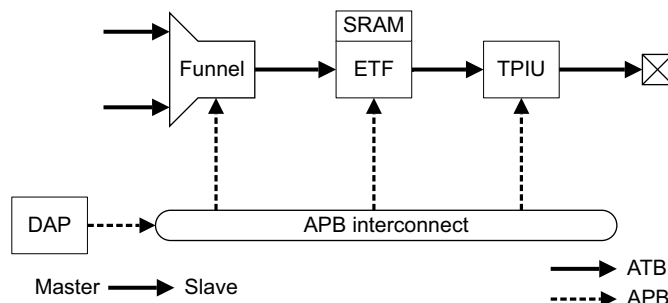 SRAM
Funnel
ETF
TPIU
DAP
APB interconnect
Master
Slave
ATB
APB